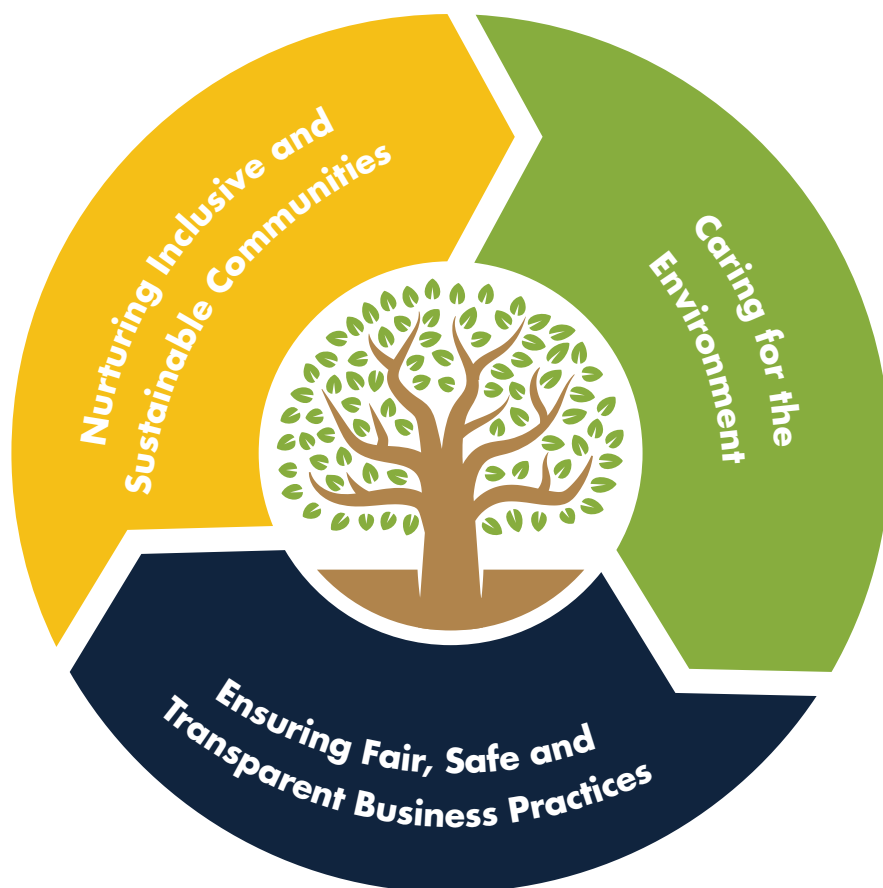 Nurturing Inclusive and
Sustainable Communities
Caring for the
Environment
Ensuring Fair, Safe and
Transparent Business Practices